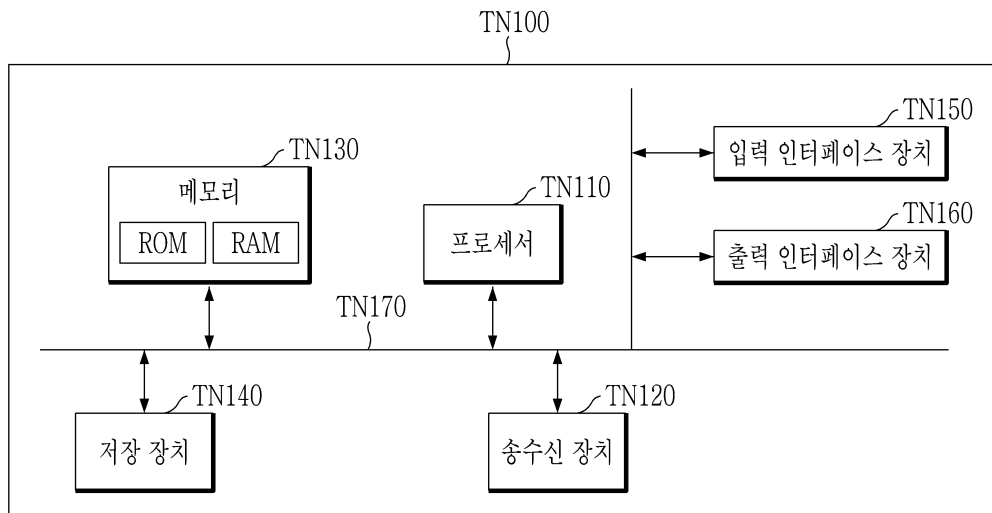 TN100
TN150
입력 인터페이스 장치
TN130
메모리
ROM
RAM
TN110
프로세서
TN160
출력 인터페이스 장치
TN170
TN140
저장 장치
TN120
송수신 장치